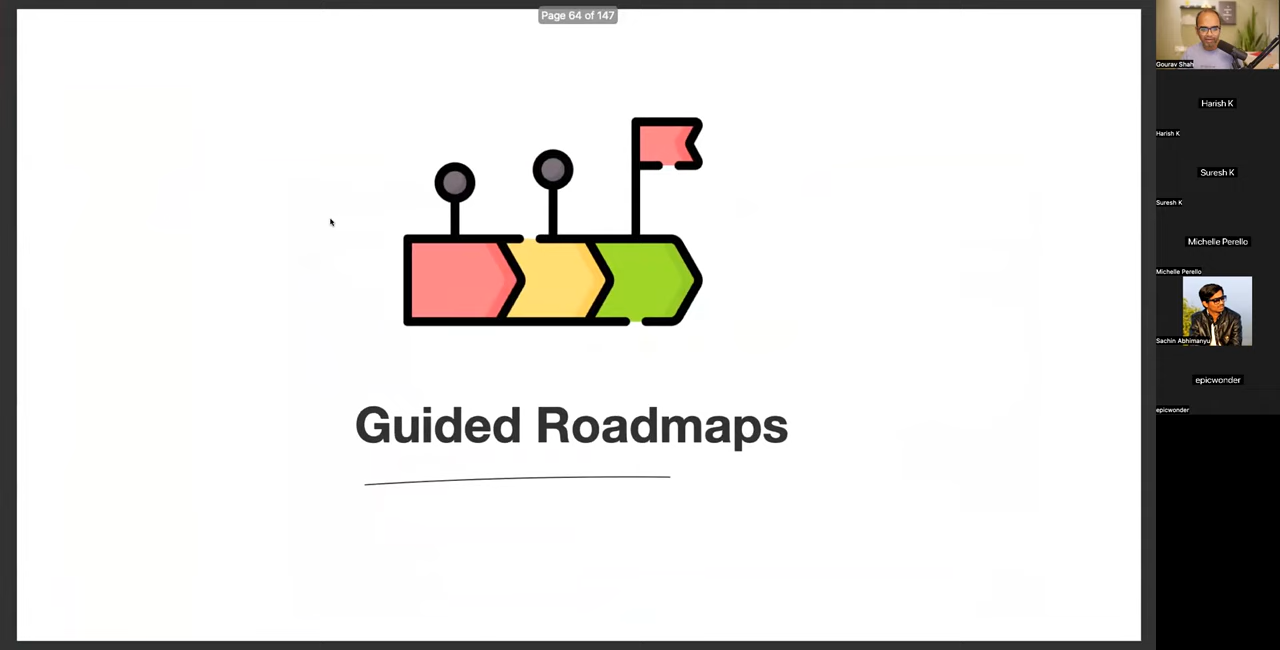 Page 64 of 147
Guided Roadmaps
Gourav Shah
Harish K
Harish K
Suresh K
Suresh K
Michelle Perello
Michelle Perello
Sachin Abhimanyu
epicwonder
epicwonder